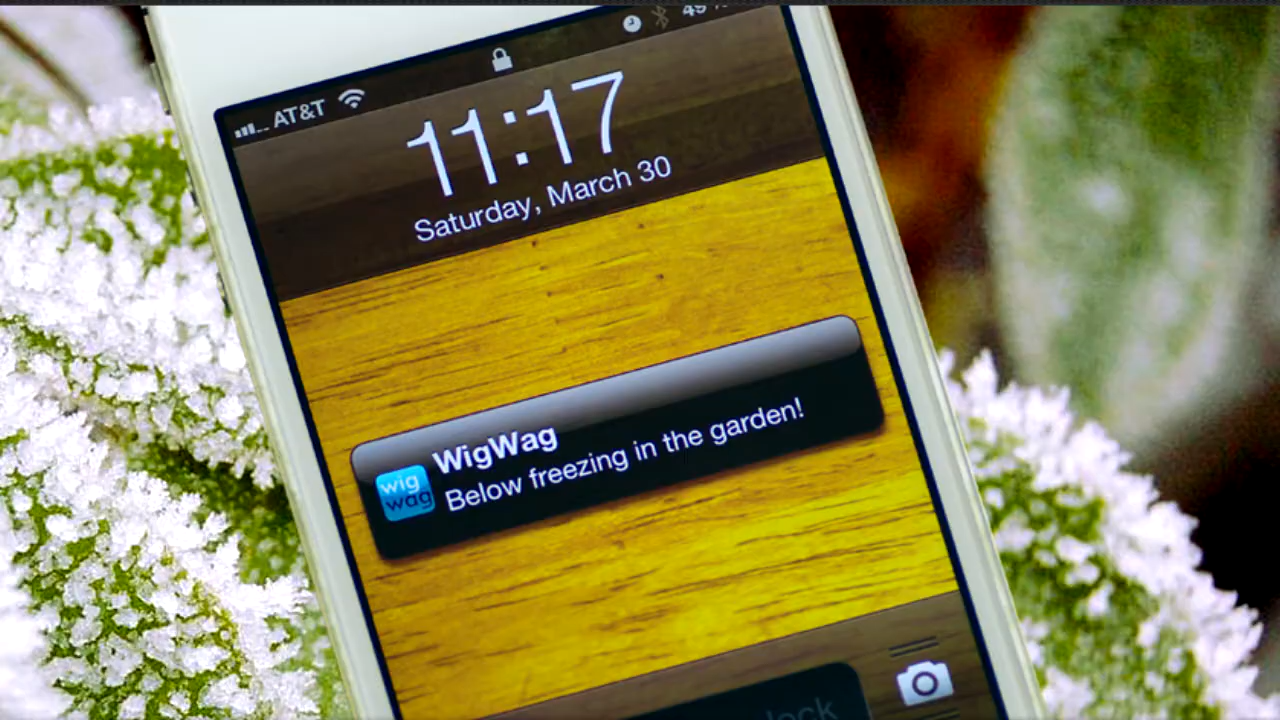 AT&T
11:17
Saturday, March 30
WigWag
Below freezing in the garden!
wig
wag